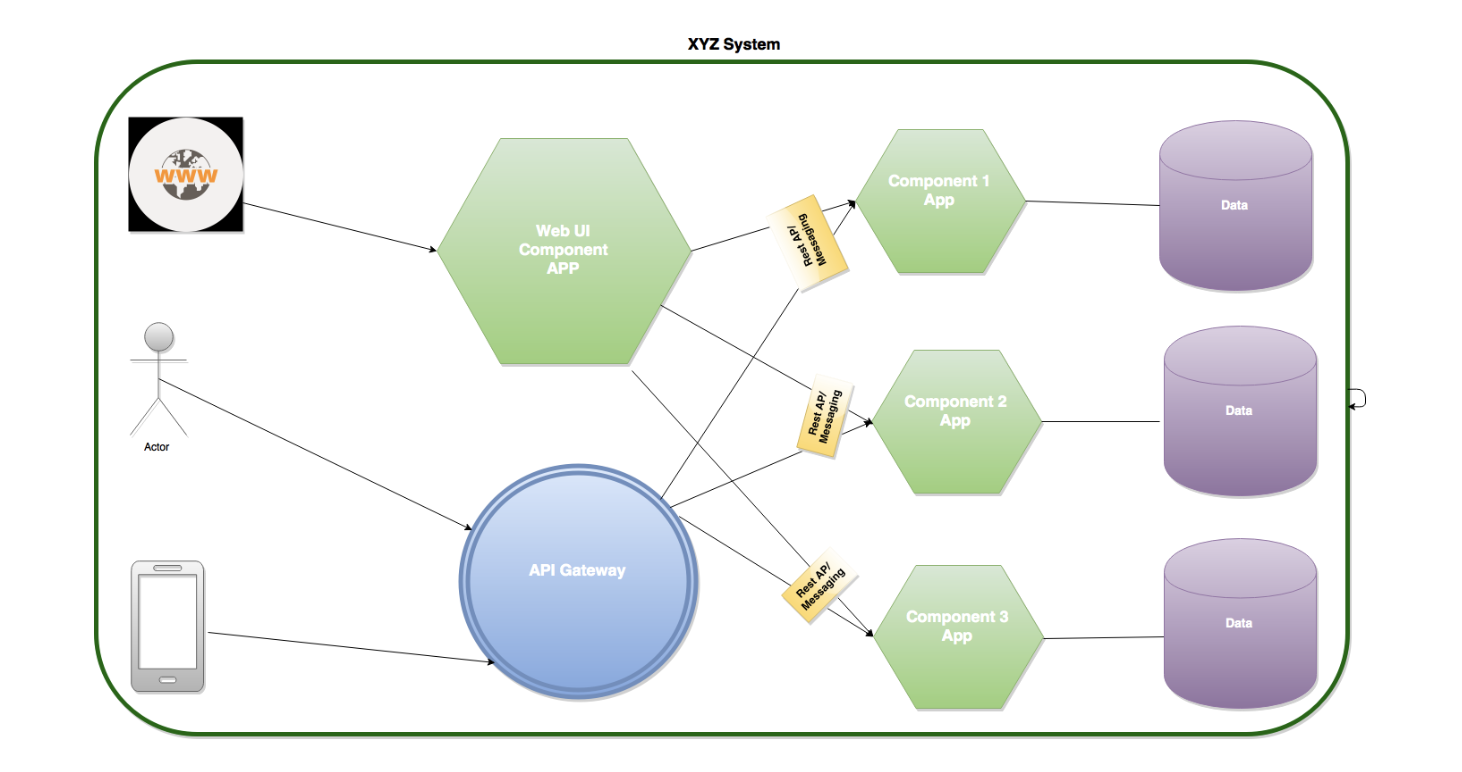 XYZ System
WWW
Web UI
Component
APP
Component 1
App
Rest AP/
Messaging
Data
Actor
Component 2
App
Rest AP/
Messaging
Data
API Gateway
Component 3
App
Rest AP/
Messaging
Data